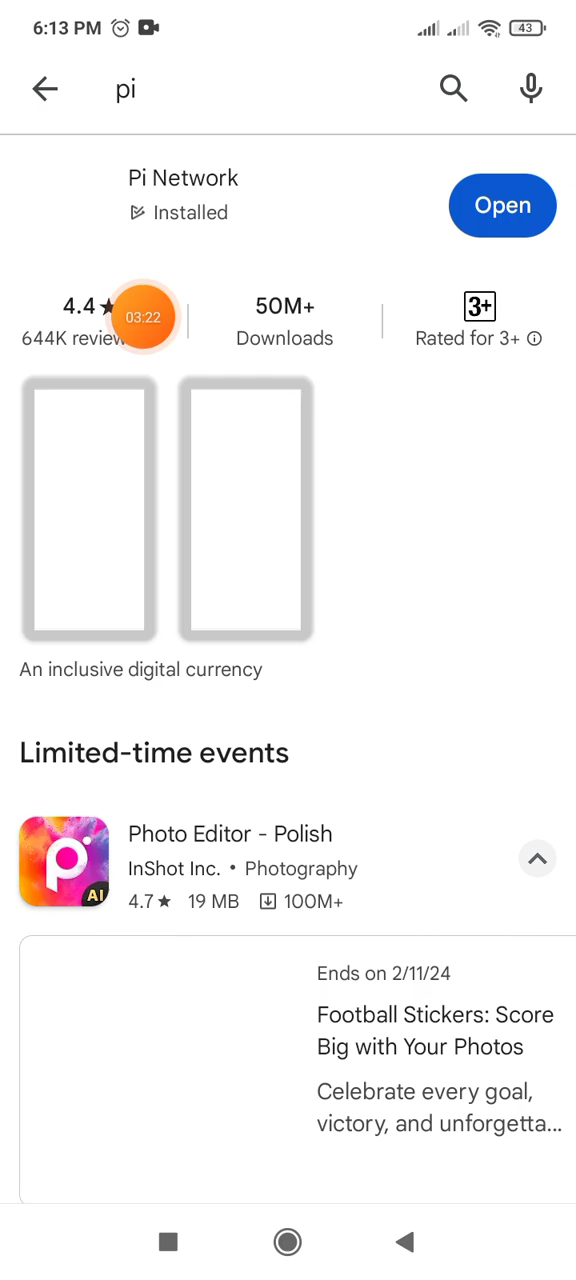 6:13 PM
43
pi
Pi Network
Installed
Open
4.4★
03:22
50M+
3+
644K review
Downloads
Rated for 3+
An inclusive digital currency
Limited-time events
Photo Editor - Polish
InShot Inc. • Photography
4.7★ 19 MB 100M+
p AI
Ends on 2/11/24
Football Stickers: Score
Big with Your Photos
Celebrate every goal,
victory, and unforgetta...